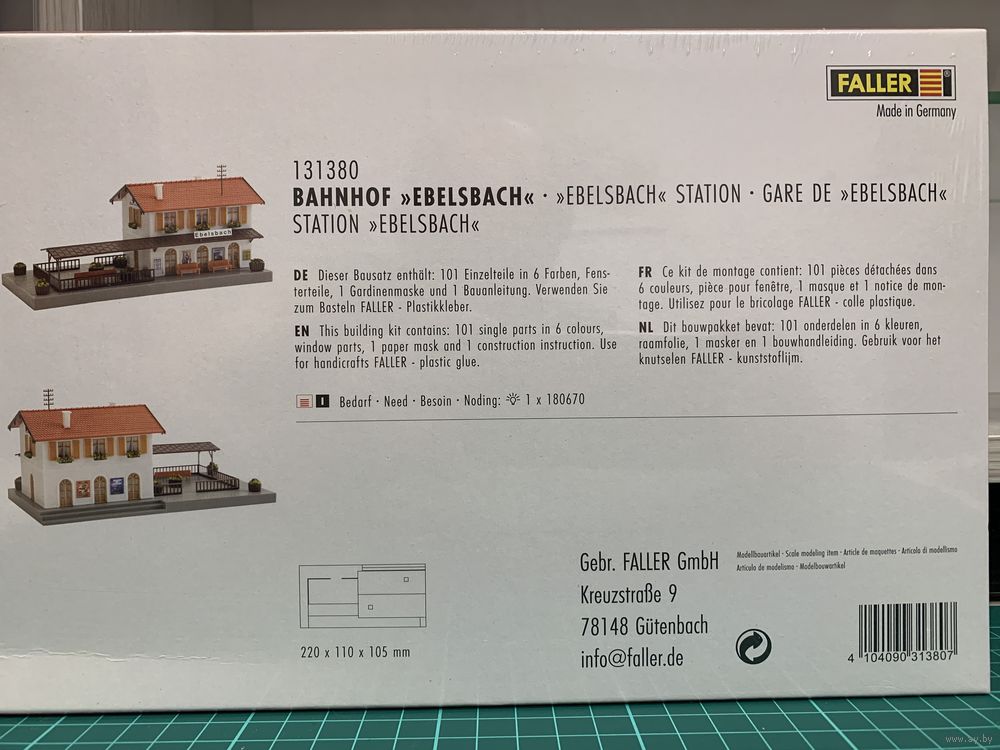 FALLER®
Made in Germany
131380
BAHNHOF »EBELSBACH« · »EBELSBACH« STATION · GARE DE »EBELSBACH«
STATION »EBELSBACH«
Ebelsbach
DE Dieser Bausatz enthält: 101 Einzelteile in 6 Farben, Fens-
terteile, 1 Gardinenmaske und 1 Bauanleitung. Verwenden Sie
zum Basteln FALLER - Plastikkleber.
EN This building kit contains: 101 single parts in 6 colours,
window parts, 1 paper mask and 1 construction instruction. Use
for handicrafts FALLER - plastic glue.
FR Ce kit de montage contient: 101 pièces détachées dans
6 couleurs, pièce pour fenêtre, 1 masque et 1 notice de mon-
tage. Utilisez pour le bricolage FALLER - colle plastique.
NL Dit bouwpakket bevat: 101 onderdelen in 6 kleuren,
raamfolie, 1 masker en 1 bouwhandleiding. Gebruik voor het
knutselen FALLER - kunststoflijm.
Bedarf · Need · Besoin · Noding: 1 x 180670
220 x 110 x 105 mm
Gebr. FALLER GmbH
Kreuzstraße 9
78148 Gütenbach
info@faller.de
Modellbauartikel · Scale modeling item · Article de maquettes · Articolo di modellismo
Artículo de modelismo · Modelbouwartikel
4 104090 313807
www.ay.by